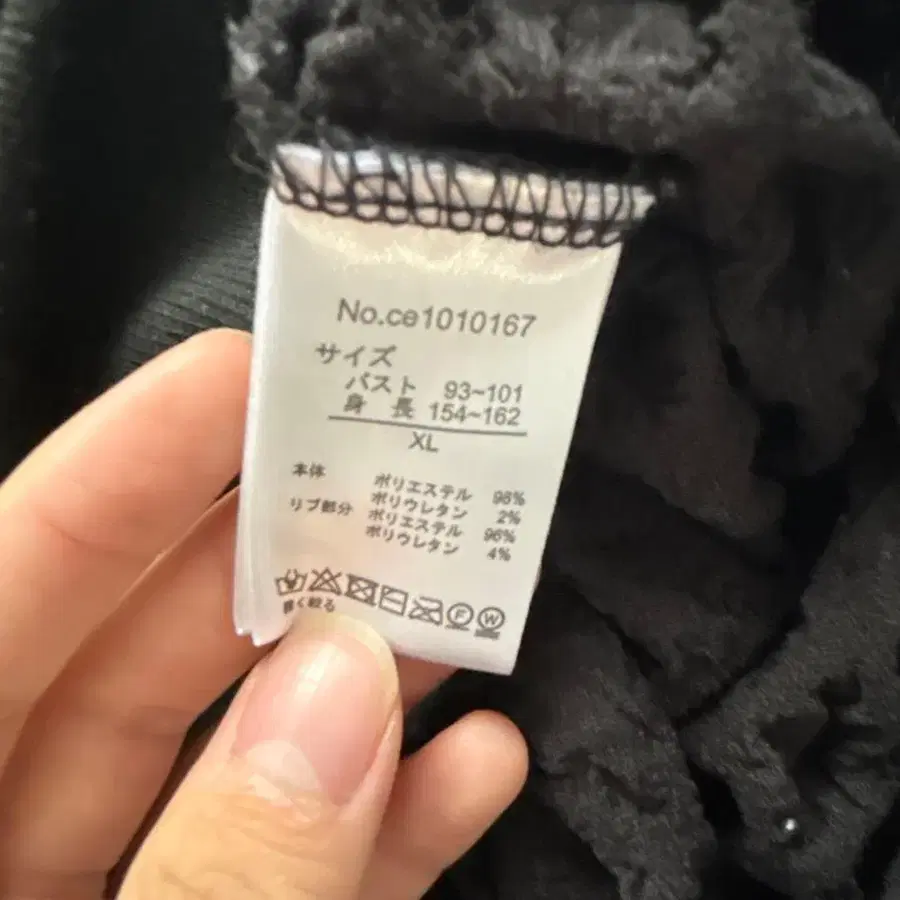 No.ce1010167
サイズ
バスト 93~101
身 長 154~162
XL
本体 ポリエステル 98%
ポリウレタン 2%
リブ部分 ポリエステル 96%
ポリウレタン 4%
F W
軽く絞る